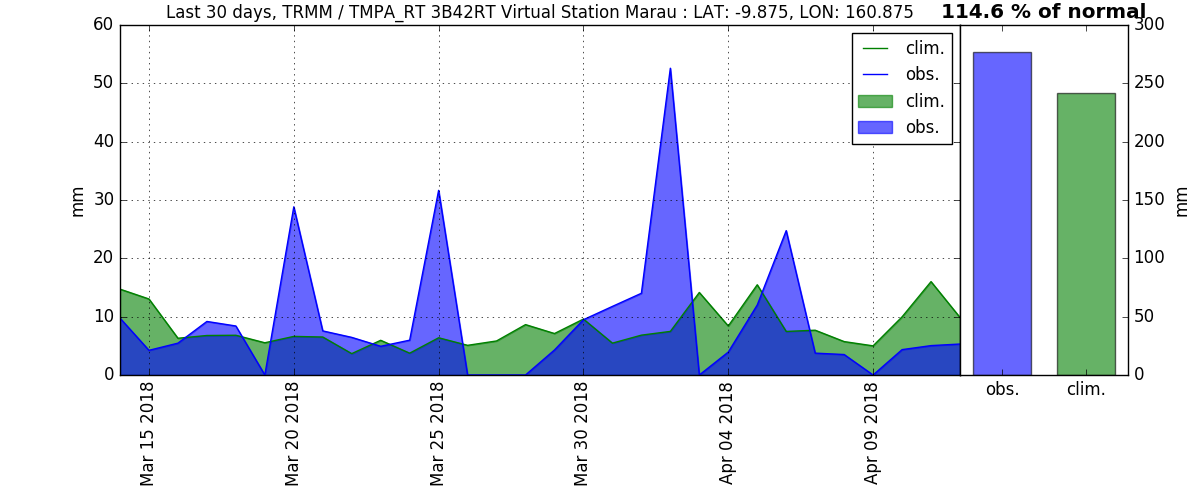 Last 30 days, TRMM / TMPA_RT 3B42RT Virtual Station Marau : LAT: -9.875, LON: 160.875
114.6 % of normal
60
50
40
30
20
10
0
mm
clim.
obs.
clim.
obs.
Mar 15 2018
Mar 20 2018
Mar 25 2018
Mar 30 2018
Apr 04 2018
Apr 09 2018
300
250
200
150
100
50
0
mm
obs.
clim.